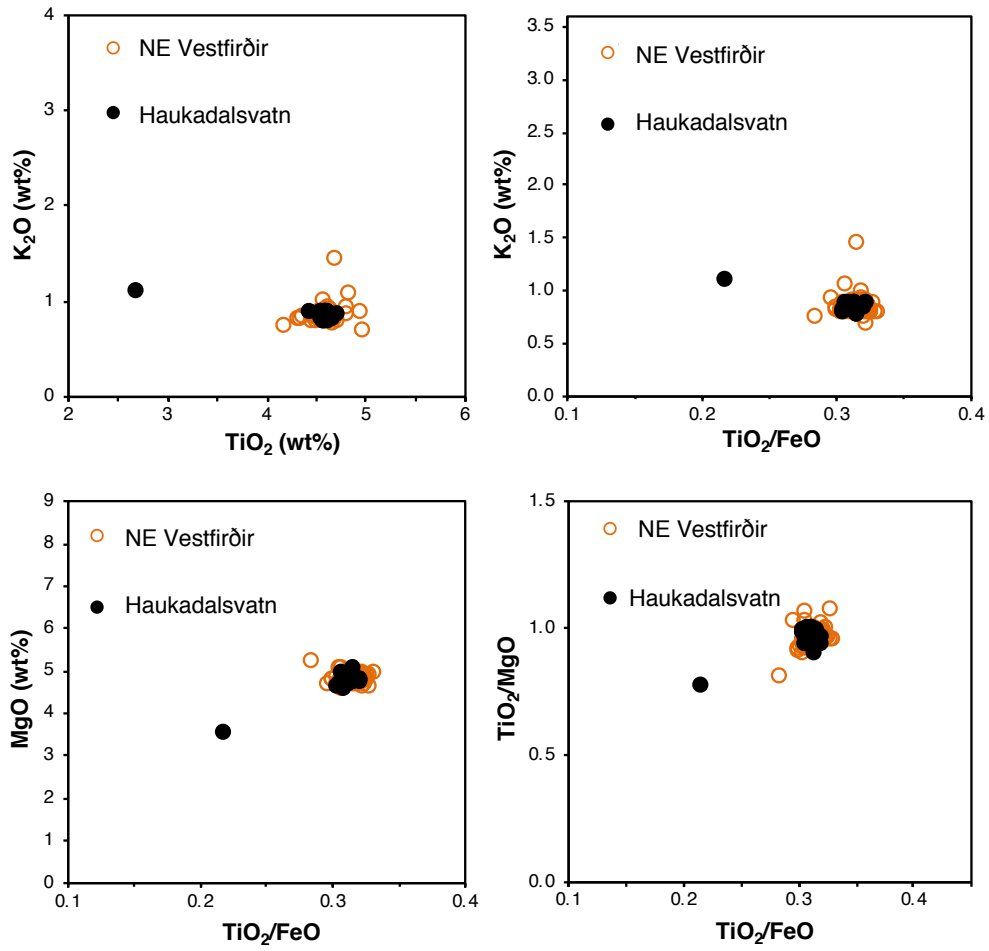 4
3
2
1
0
K₂O (wt%)
NE Vestfirðir
Haukadalsvatn
2
3
4
5
6
TiO₂ (wt%)
3.5
3.0
2.5
2.0
1.5
1.0
0.5
0.0
K₂O (wt%)
NE Vestfirðir
Haukadalsvatn
0.1
0.2
0.3
0.4
TiO₂/FeO
9
8
7
6
5
4
3
2
1
0
MgO (wt%)
NE Vestfirðir
Haukadalsvatn
0.1
0.2
0.3
0.4
TiO₂/FeO
1.5
1.0
0.5
0.0
TiO₂/MgO
NE Vestfirðir
Haukadalsvatn
0.1
0.2
0.3
0.4
TiO₂/FeO